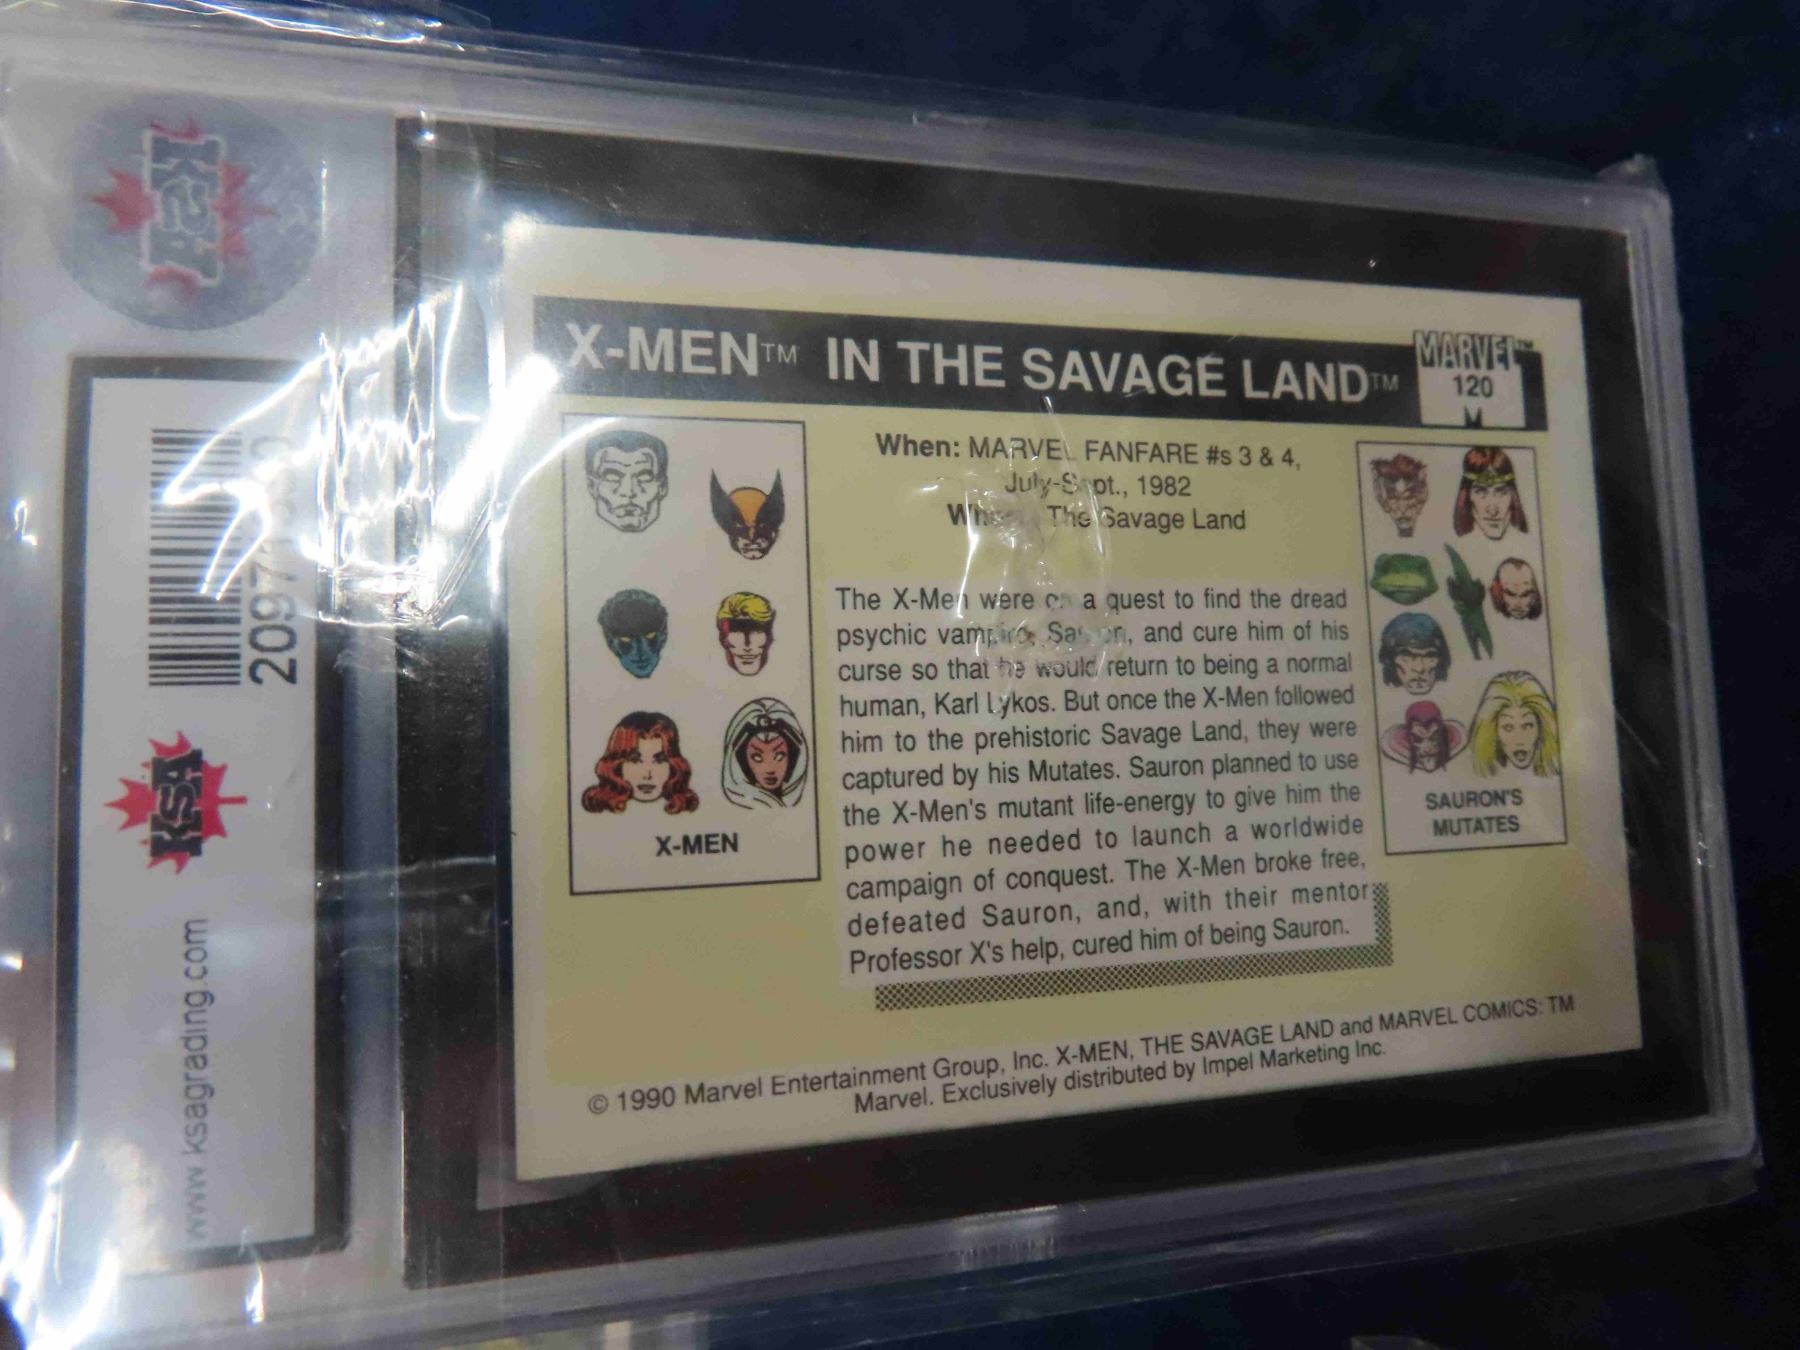 KSA
KSA
www.ksagrading.com
X-MEN™ IN THE SAVAGE LAND™
MARVEL™
120
M
When: MARVEL FANFARE #s 3 & 4,
July-Sept., 1982
The Savage Land
The X-Men were on a quest to find the dread
psychic vampire, Sauron, and cure him of his
curse so that he would return to being a normal
human, Karl Lykos. But once the X-Men followed
him to the prehistoric Savage Land, they were
captured by his Mutates. Sauron planned to use
the X-Men's mutant life-energy to give him the
power he needed to launch a worldwide
campaign of conquest. The X-Men broke free,
defeated Sauron, and, with their mentor
Professor X's help, cured him of being Sauron.
X-MEN
SAURON'S
MUTATES
© 1990 Marvel Entertainment Group, Inc. X-MEN, THE SAVAGE LAND and MARVEL COMICS: TM
Marvel. Exclusively distributed by Impel Marketing Inc.